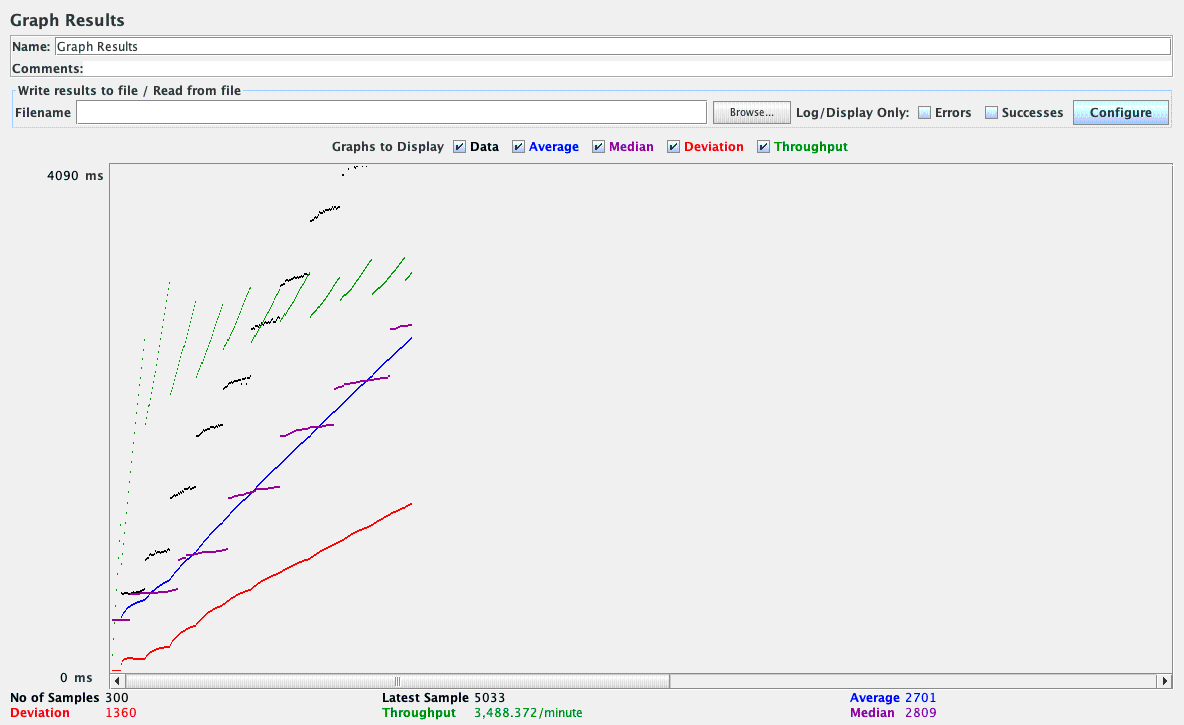 Graph Results
Name: Graph Results
Comments:
Write results to file / Read from file
Filename Browse... Log/Display Only: Errors Successes Configure
Graphs to Display Data Average Median Deviation Throughput
4090 ms
0 ms
No of Samples 300 Latest Sample 5033 Average 2701
Deviation 1360 Throughput 3,488.372/minute Median 2809